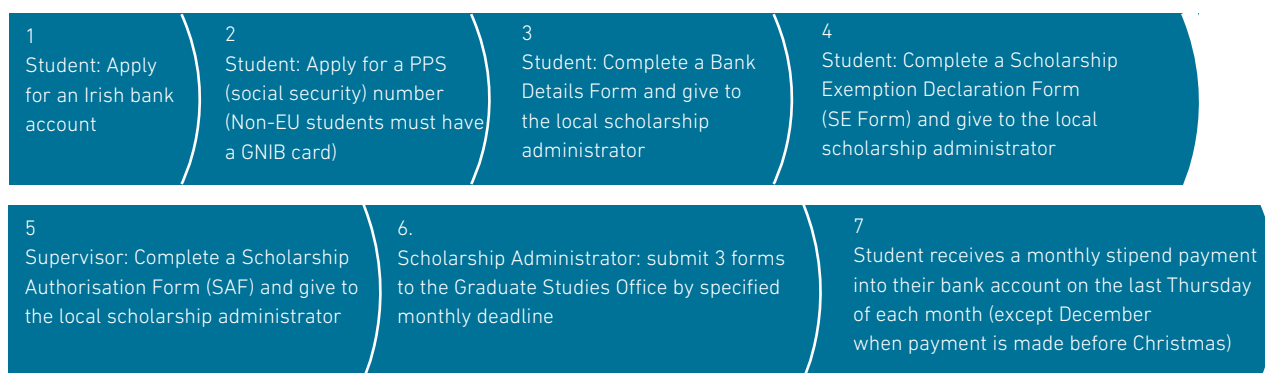 1
Student: Apply
for an Irish bank
account
2
Student: Apply for a PPS
(social security) number
(Non-EU students must have
a GNIB card)
3
Student: Complete a Bank
Details Form and give to
the local scholarship
administrator
4
Student: Complete a Scholarship
Exemption Declaration Form
(SE Form) and give to the local
scholarship administrator
5
Supervisor: Complete a Scholarship
Authorisation Form (SAF) and give to
the local scholarship administrator
6.
Scholarship Administrator: submit 3 forms
to the Graduate Studies Office by specified
monthly deadline
7
Student receives a monthly stipend payment
into their bank account on the last Thursday
of each month (except December
when payment is made before Christmas)